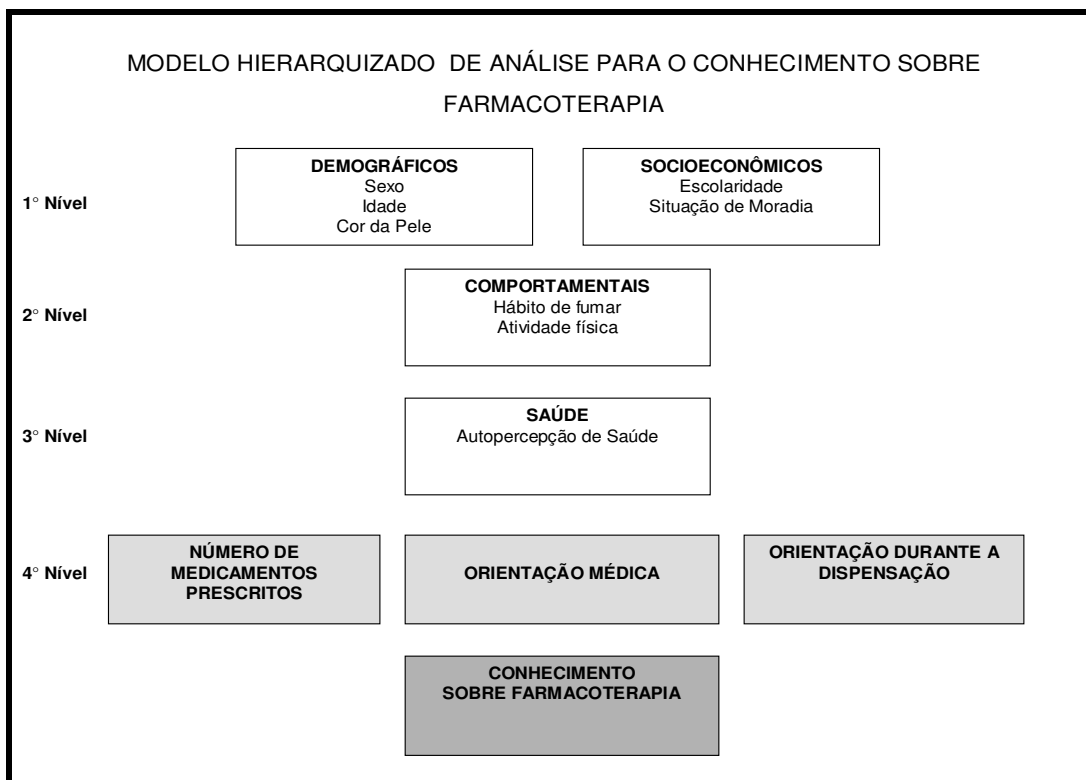 MODELO HIERARQUIZADO DE ANÁLISE PARA O CONHECIMENTO SOBRE
FARMACOTERAPIA
1° Nível
DEMOGRÁFICOS
Sexo
Idade
Cor da Pele
SOCIOECONÔMICOS
Escolaridade
Situação de Moradia
2° Nível
COMPORTAMENTAIS
Hábito de fumar
Atividade física
3° Nível
SAÚDE
Autopercepção de Saúde
4° Nível
NÚMERO DE
MEDICAMENTOS
PRESCRITOS
ORIENTAÇÃO MÉDICA
ORIENTAÇÃO DURANTE A
DISPENSAÇÃO
CONHECIMENTO
SOBRE FARMACOTERAPIA